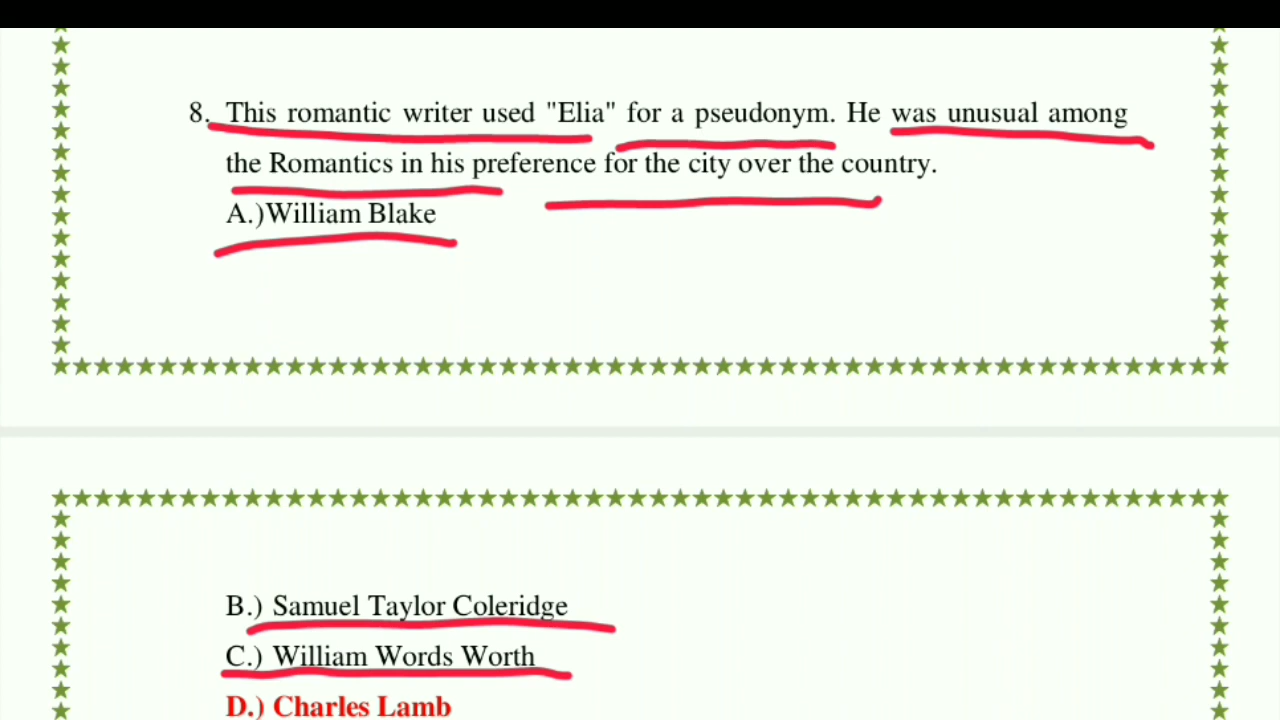 8. This romantic writer used "Elia" for a pseudonym. He was unusual among
the Romantics in his preference for the city over the country.
A.)William Blake
B.) Samuel Taylor Coleridge
C.) William Words Worth
D.) Charles Lamb